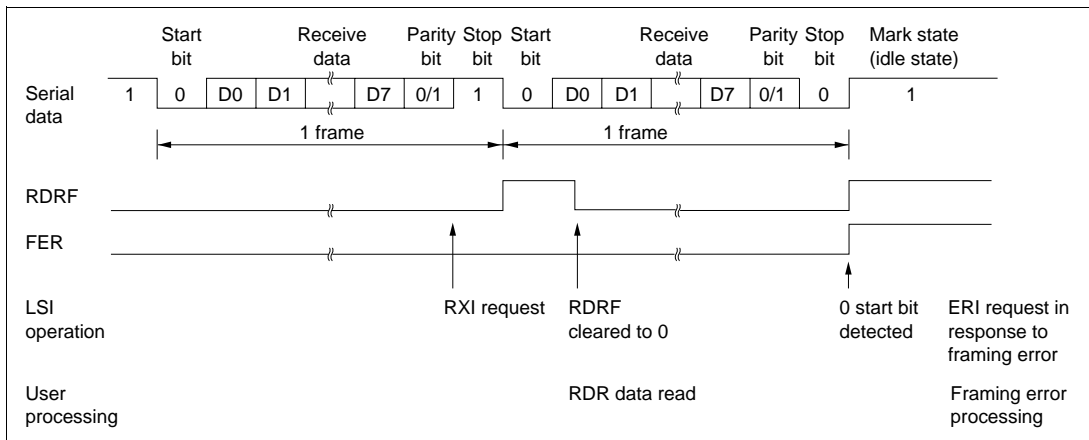 Start bit
Receive data
Parity bit
Stop bit
Start bit
Receive data
Parity bit
Stop bit
Mark state (idle state)
Serial data
1 0 D0 D1 D7 0/1 1 0 D0 D1 D7 0/1 0 1
1 frame
1 frame
RDRF
FER
LSI operation
RXI request
RDRF cleared to 0
0 start bit detected
ERI request in response to framing error
User processing
RDR data read
Framing error processing